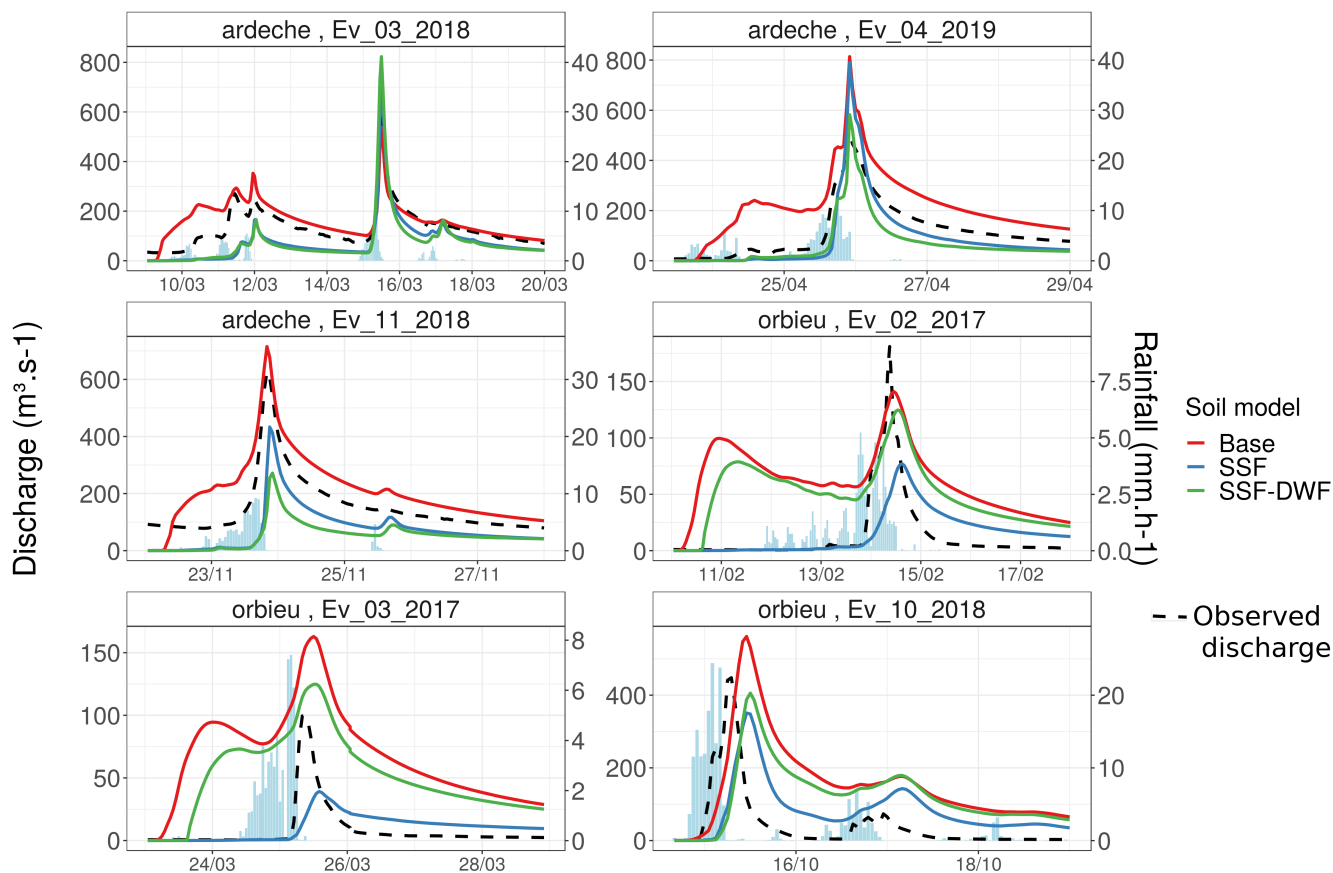 ardeche , Ev_03_2018
800
600
400
200
0
40
30
20
10
0
10/03 12/03 14/03 16/03 18/03 20/03
ardeche , Ev_04_2019
800
600
400
200
0
40
30
20
10
0
25/04 27/04 29/04
ardeche , Ev_11_2018
600
400
200
0
30
20
10
0
23/11 25/11 27/11
orbieu , Ev_02_2017
150
100
50
0
7.5
5.0
2.5
0.0
11/02 13/02 15/02 17/02
orbieu , Ev_03_2017
150
100
50
0
8
6
4
2
0
24/03 26/03 28/03
orbieu , Ev_10_2018
400
200
0
20
10
0
16/10 18/10
Discharge (m³.s-1)
Rainfall (mm.h-1)
Soil model
Base
SSF
SSF-DWF
Observed
discharge